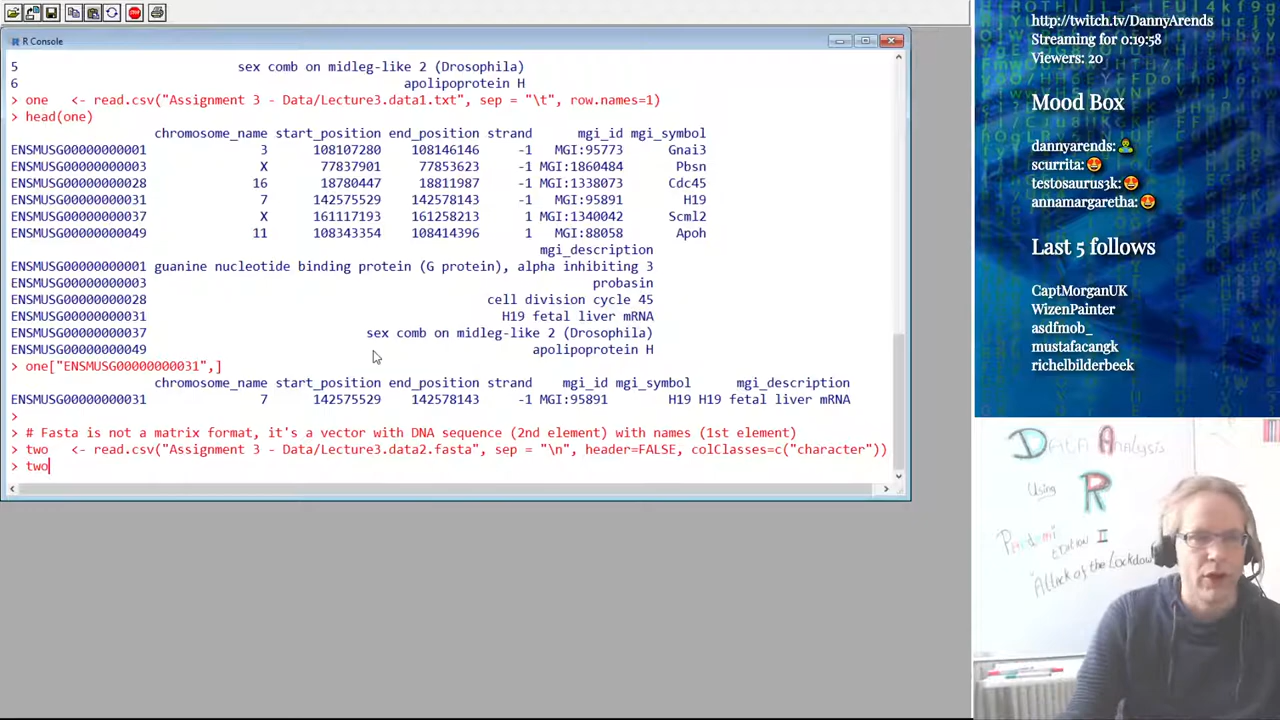 R Console
5                                sex comb on midleg-like 2 (Drosophila)
6                                                      apolipoprotein H
> one   <- read.csv("Assignment 3 - Data/Lecture3.data1.txt", sep = "\t", row.names=1)
> head(one)
                   chromosome_name start_position end_position strand      mgi_id mgi_symbol
ENSMUSG00000000001               3      108107280    108146146     -1   MGI:95773      Gnai3
ENSMUSG00000000003               X       77837901     77853623     -1 MGI:1860484       Pbsn
ENSMUSG00000000028              16       18780447     18811987     -1 MGI:1338073      Cdc45
ENSMUSG00000000031               7      142575529    142578143     -1   MGI:95891        H19
ENSMUSG00000000037               X      161117193    161258213      1 MGI:1340042      Scml2
ENSMUSG00000000049              11      108343354    108414396      1   MGI:88058       Apoh
                                                                      mgi_description
ENSMUSG00000000001 guanine nucleotide binding protein (G protein), alpha inhibiting 3
ENSMUSG00000000003                                                           probasin
ENSMUSG00000000028                                             cell division cycle 45
ENSMUSG00000000031                                               H19 fetal liver mRNA
ENSMUSG00000000037                             sex comb on midleg-like 2 (Drosophila)
ENSMUSG00000000049                                                   apolipoprotein H
> one["ENSMUSG00000000031",]
                   chromosome_name start_position end_position strand    mgi_id mgi_symbol      mgi_description
ENSMUSG00000000031               7      142575529    142578143     -1 MGI:95891        H19 H19 fetal liver mRNA
>
> # Fasta is not a matrix format, it's a vector with DNA sequence (2nd element) with names (1st element)
> two   <- read.csv("Assignment 3 - Data/Lecture3.data2.fasta", sep = "\n", header=FALSE, colClasses=c("character"))
> two
http://twitch.tv/DannyArends
Streaming for 0:19:58
Viewers: 20
Mood Box
dannyarends:
scurrita:
testosaurus3k:
annamargaretha:
Last 5 follows
CaptMorganUK
WizenPainter
asdfmob_
mustafacangk
richelbilderbeek
DATA Analysis
Using
R
Pandemi
EDITION II
"Attack of the Lockdown